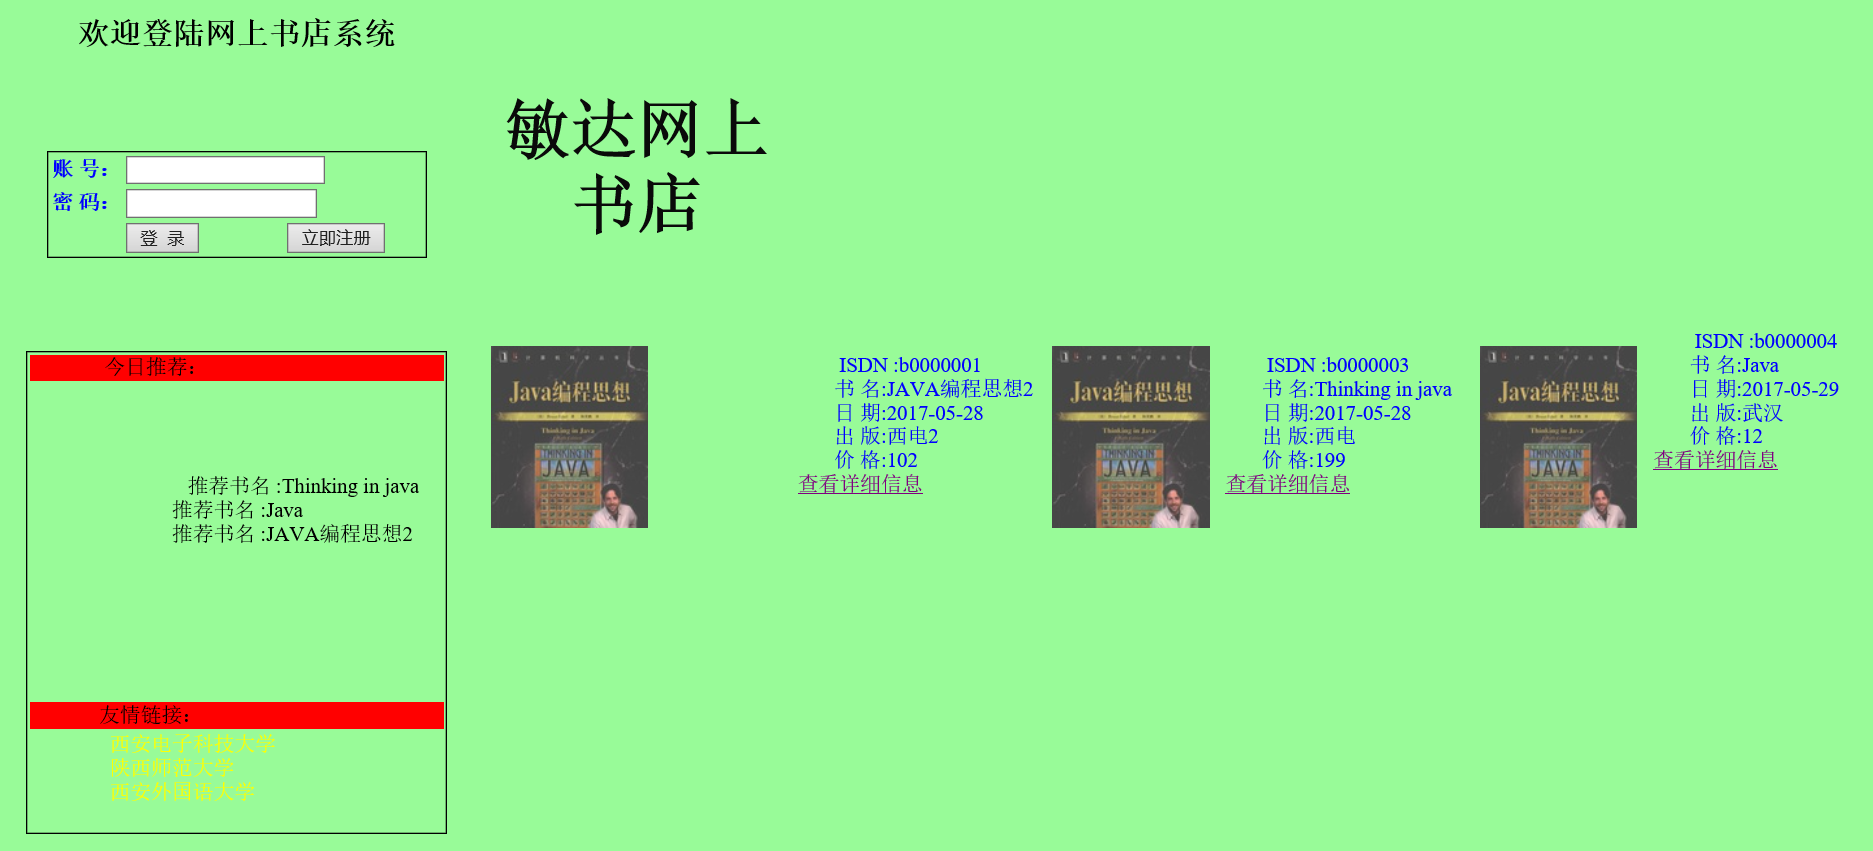 欢迎登陆网上书店系统
敏达网上
书店
账 号：
密 码：
登 录
立即注册
今日推荐：
推荐书名 :Thinking in java
推荐书名 :Java
推荐书名 :JAVA编程思想2
友情链接：
西安电子科技大学
陕西师范大学
西安外国语大学
Java编程思想
Thinking in Java
THINKING IN
JAVA
ISDN :b0000001
书 名:JAVA编程思想2
日 期:2017-05-28
出 版:西电2
价 格:102
查看详细信息
Java编程思想
Thinking in Java
THINKING IN
JAVA
ISDN :b0000003
书 名:Thinking in java
日 期:2017-05-28
出 版:西电
价 格:199
查看详细信息
Java编程思想
Thinking in Java
THINKING IN
JAVA
ISDN :b0000004
书 名:Java
日 期:2017-05-29
出 版:武汉
价 格:12
查看详细信息